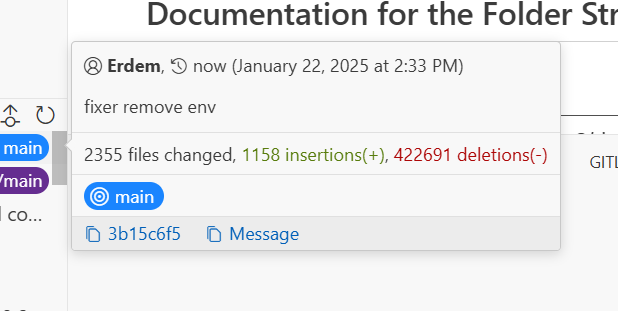 Documentation for the Folder Str
Erdem, now (January 22, 2025 at 2:33 PM)
fixer remove env
main
2355 files changed, 1158 insertions(+), 422691 deletions(-)
GITL
/main
main
d co...
3b15c6f5 Message